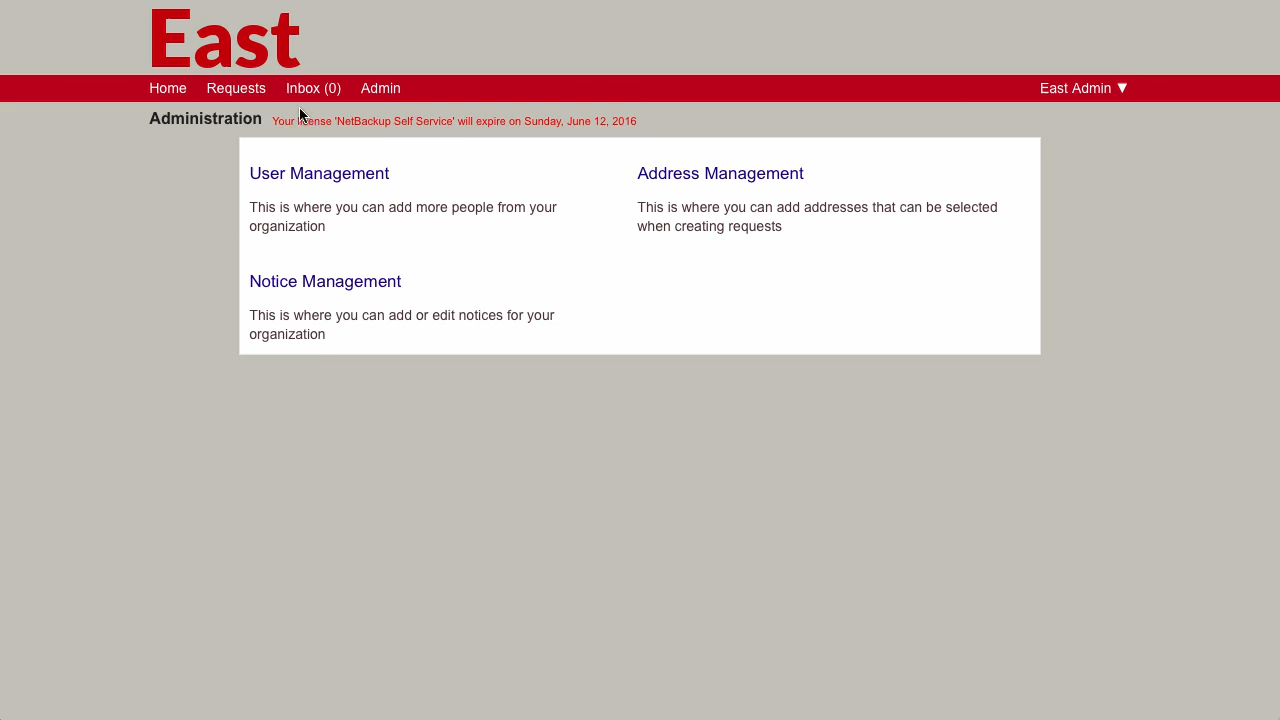 East
Home Requests Inbox (0) Admin East Admin ▼
Administration Your license 'NetBackup Self Service' will expire on Sunday, June 12, 2016
User Management
This is where you can add more people from your
organization
Address Management
This is where you can add addresses that can be selected
when creating requests
Notice Management
This is where you can add or edit notices for your
organization